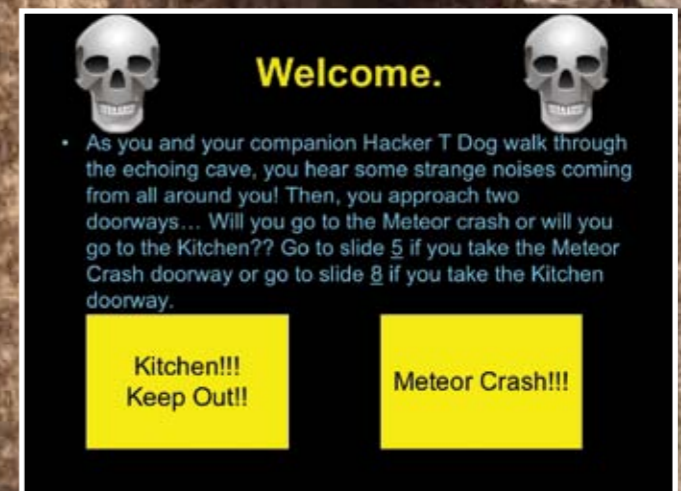 Welcome.
• As you and your companion Hacker T Dog walk through
the echoing cave, you hear some strange noises coming
from all around you! Then, you approach two
doorways... Will you go to the Meteor crash or will you
go to the Kitchen?? Go to slide 5 if you take the Meteor
Crash doorway or go to slide 8 if you take the Kitchen
doorway.
Kitchen!!!
Keep Out!!
Meteor Crash!!!